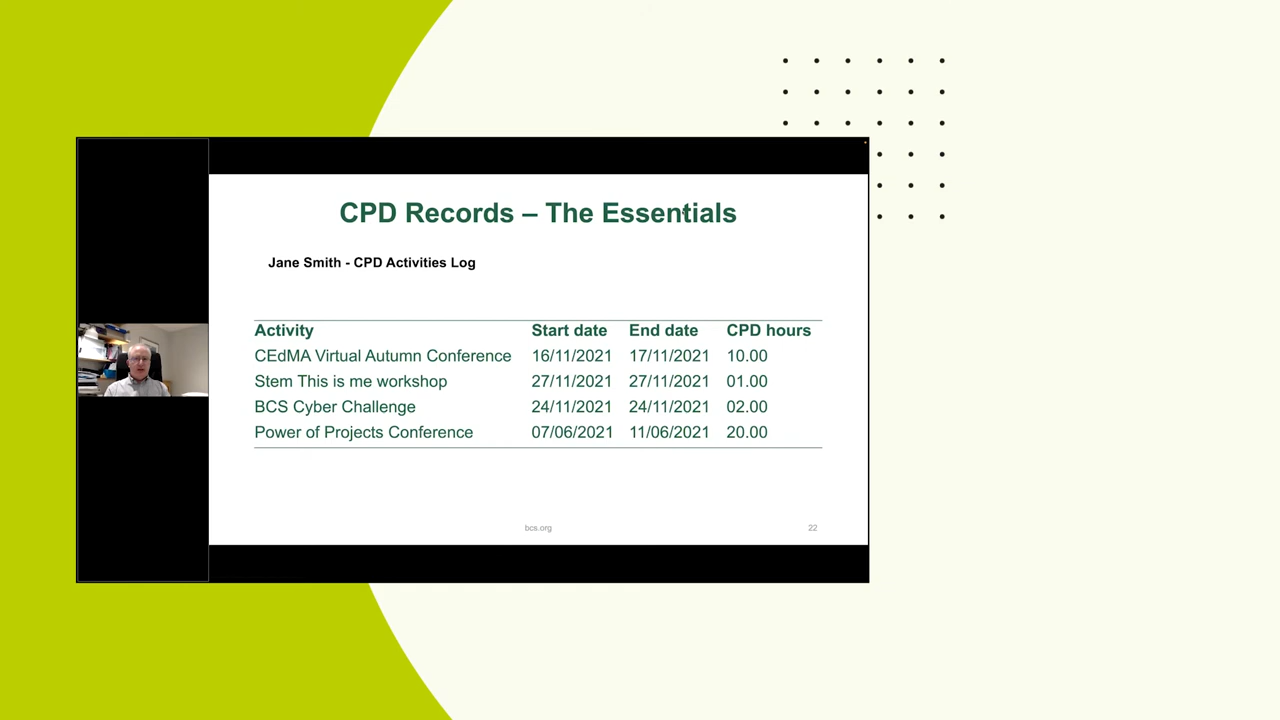 CPD Records – The Essentials
Jane Smith - CPD Activities Log
Activity Start date End date CPD hours
CEdMA Virtual Autumn Conference 16/11/2021 17/11/2021 10.00
Stem This is me workshop 27/11/2021 27/11/2021 01.00
BCS Cyber Challenge 24/11/2021 24/11/2021 02.00
Power of Projects Conference 07/06/2021 11/06/2021 20.00
bcs.org 22